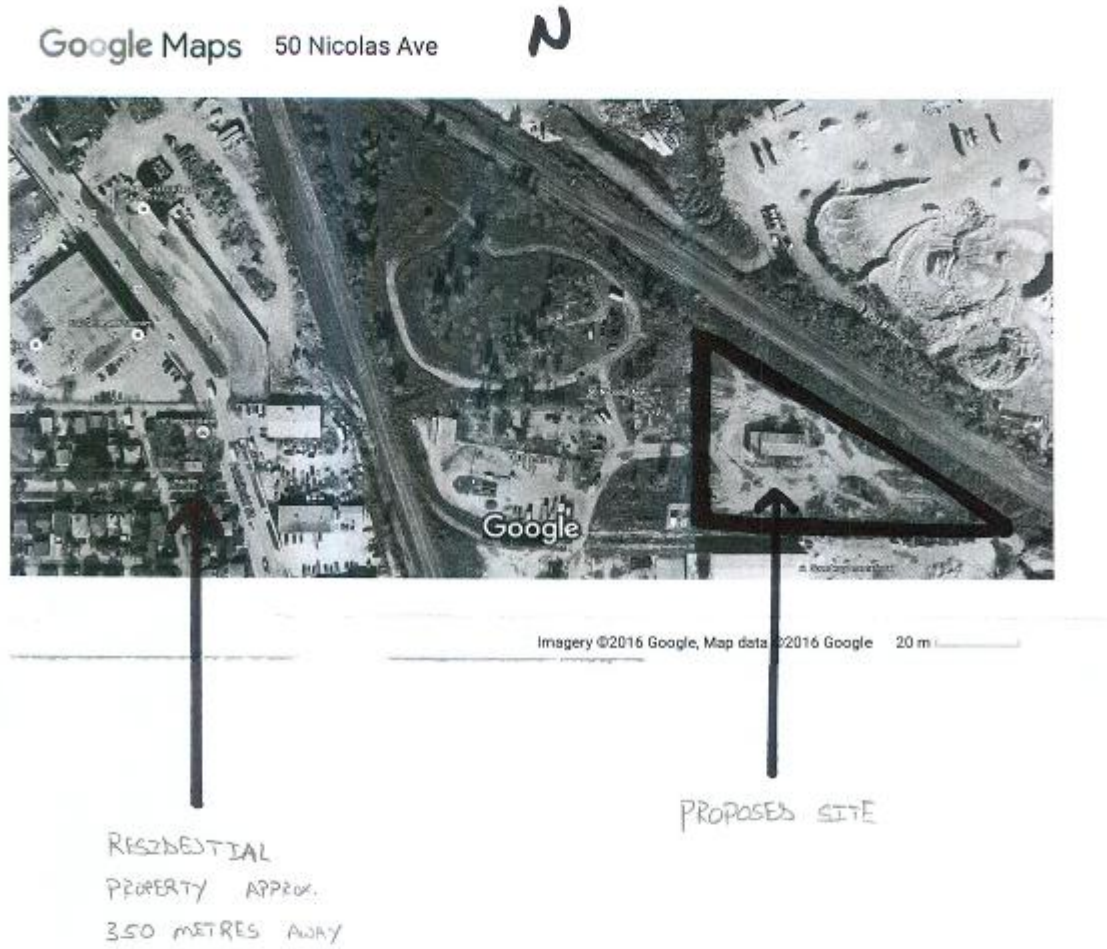 Google Maps 50 Nicolas Ave N
Google
Imagery ©2016 Google, Map data ©2016 Google 20 m
PROPOSED SITE
RESIDENTIAL
PROPERTY APPROX.
350 METRES AWAY